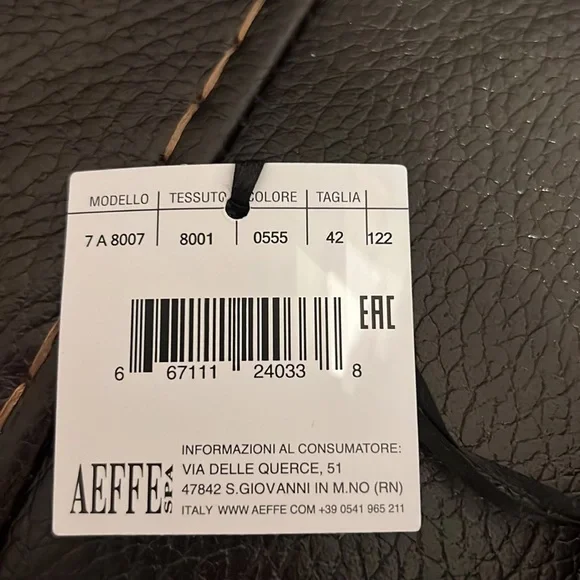 MODELLO TESSUTO COLORE TAGLIA
7 A 8007 8001 0555 42 122
EAC
6 67111 24033 8
INFORMAZIONI AL CONSUMATORE:
VIA DELLE QUERCE, 51
47842 S.GIOVANNI IN M.NO (RN)
ITALY WWW AEFFE COM +39 0541 965 211
AEFFE SPA